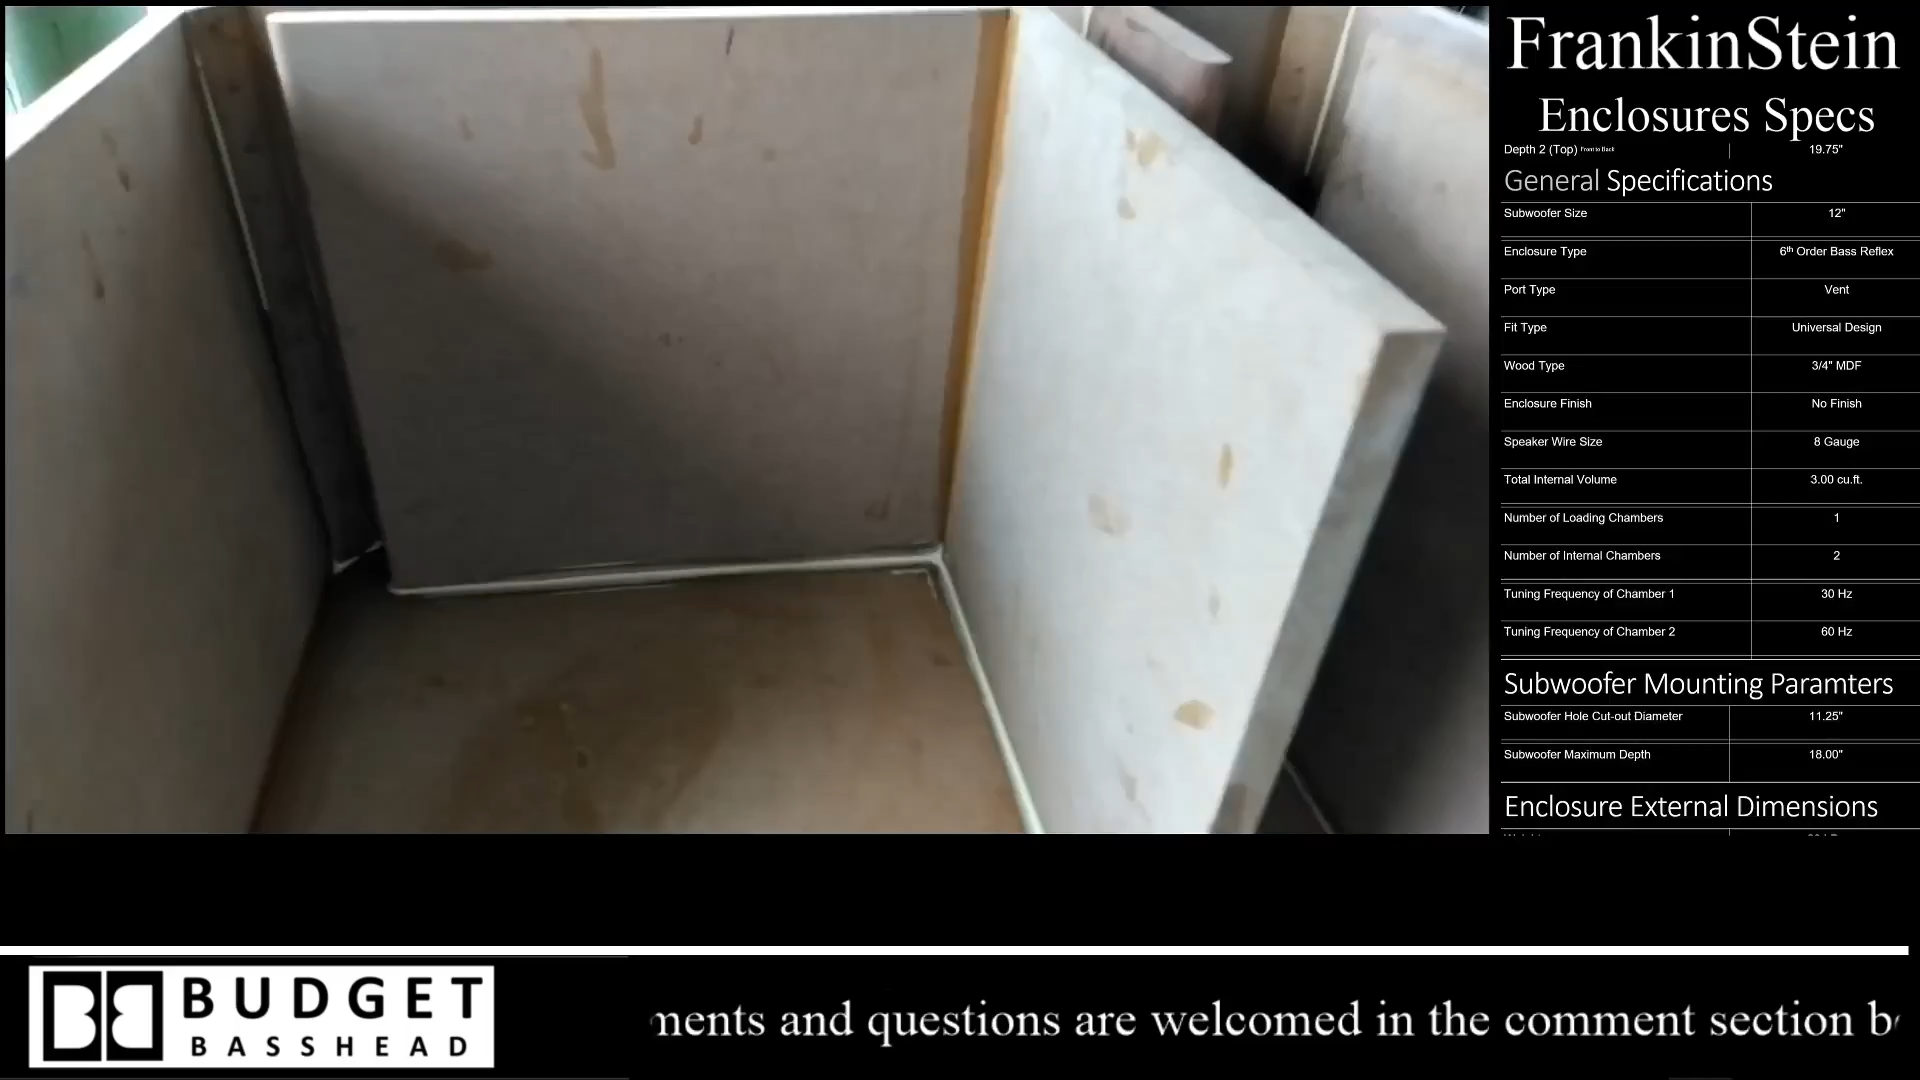 FrankinStein
Enclosures Specs
Depth 2 (Top) Front to Back 19.75"
General Specifications
Subwoofer Size 12"
Enclosure Type 6th Order Bass Reflex
Port Type Vent
Fit Type Universal Design
Wood Type 3/4" MDF
Enclosure Finish No Finish
Speaker Wire Size 8 Gauge
Total Internal Volume 3.00 cu.ft.
Number of Loading Chambers 1
Number of Internal Chambers 2
Tuning Frequency of Chamber 1 30 Hz
Tuning Frequency of Chamber 2 60 Hz
Subwoofer Mounting Paramters
Subwoofer Hole Cut-out Diameter 11.25"
Subwoofer Maximum Depth 18.00"
Enclosure External Dimensions
BUDGET
BASSHEAD
ments and questions are welcomed in the comment section b